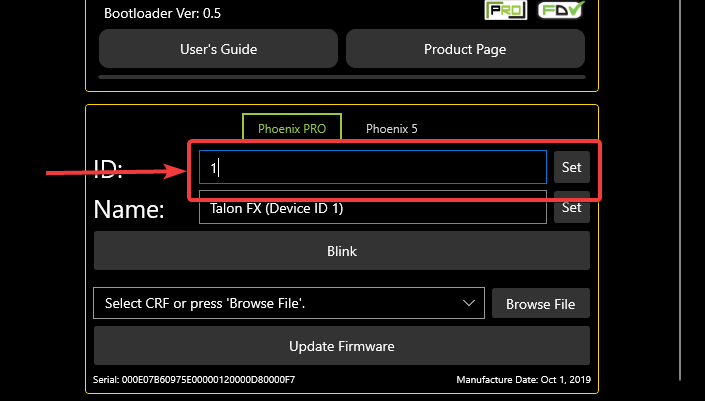 Bootloader Ver: 0.5
PRO FD
User's Guide Product Page
Phoenix PRO Phoenix 5
ID: 1 Set
Name: Talon FX (Device ID 1) Set
Blink
Select CRF or press 'Browse File'. Browse File
Update Firmware
Serial: 000E07B60975E00000120000D80000F7 Manufacture Date: Oct 1, 2019